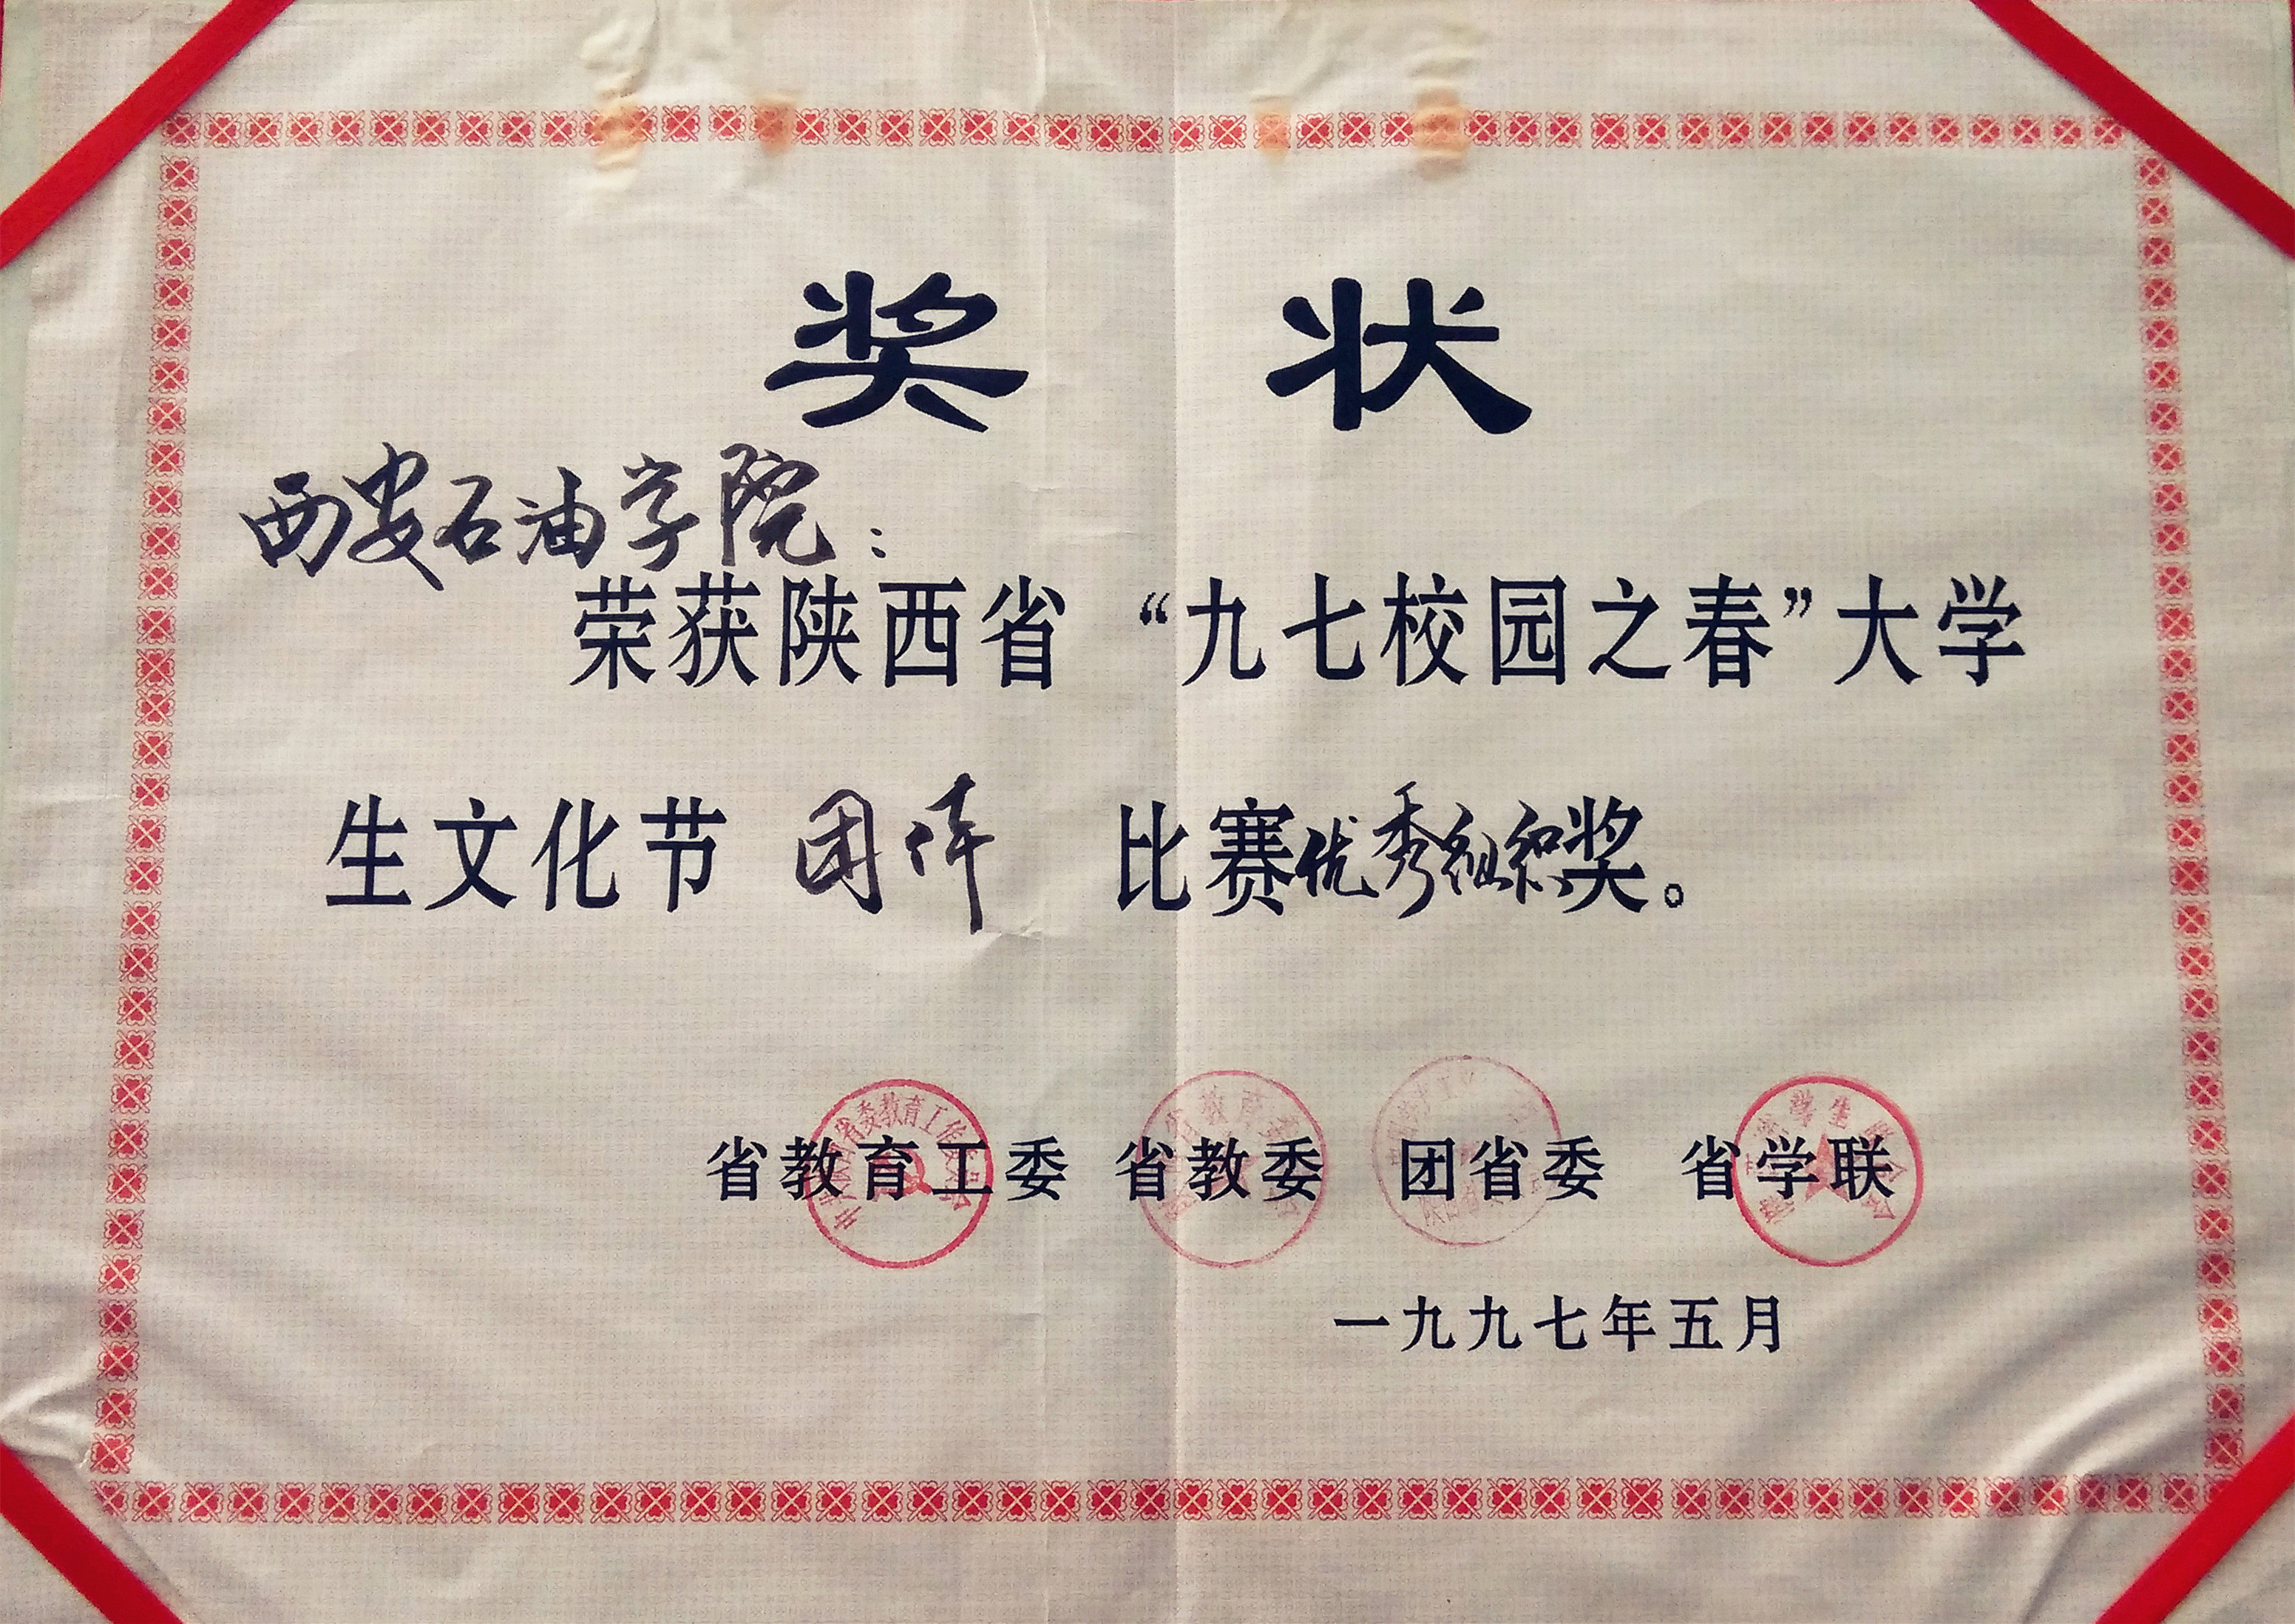 奖 状
西安石油学院：
荣获陕西省“九七校园之春”大学
生文化节 团体 比赛优秀组织奖。
省教育工委 省教委 团省委 省学联
一九九七年五月